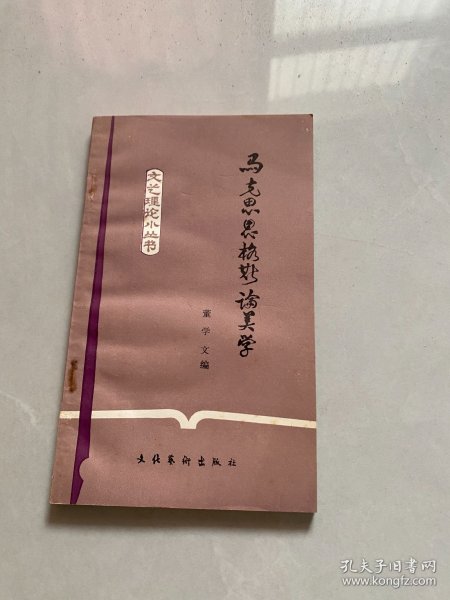 马克思恩格斯论美学
文艺理论小丛书
董学文编
文化艺术出版社
孔夫子旧书网
www.kongfz.com